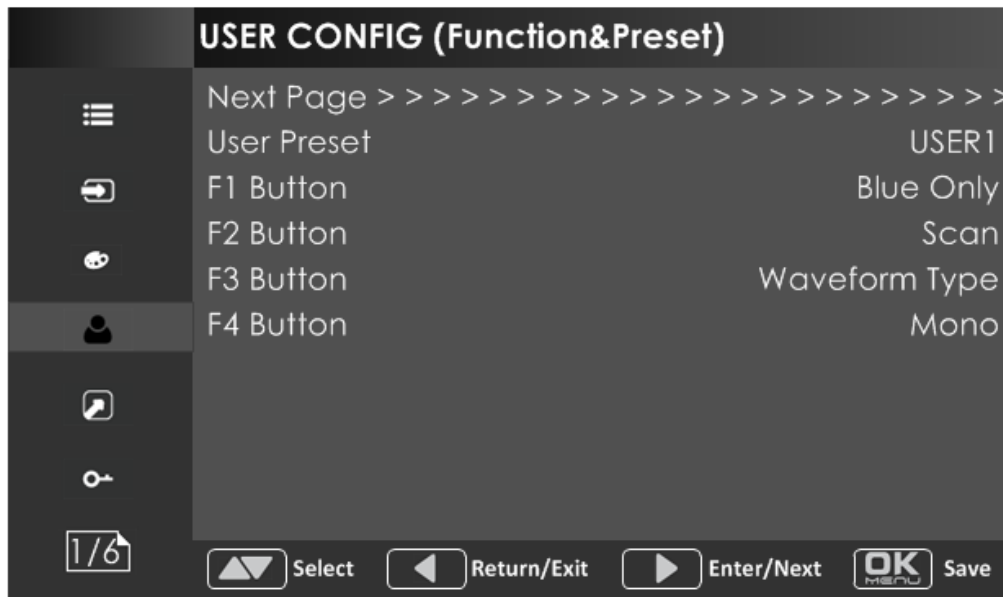 USER CONFIG (Function&Preset)
Next Page > > > > > > > > > > > > > > > > > > > > > > >
User Preset USER1
F1 Button Blue Only
F2 Button Scan
F3 Button Waveform Type
F4 Button Mono
1/6 Select Return/Exit Enter/Next OK MENU Save